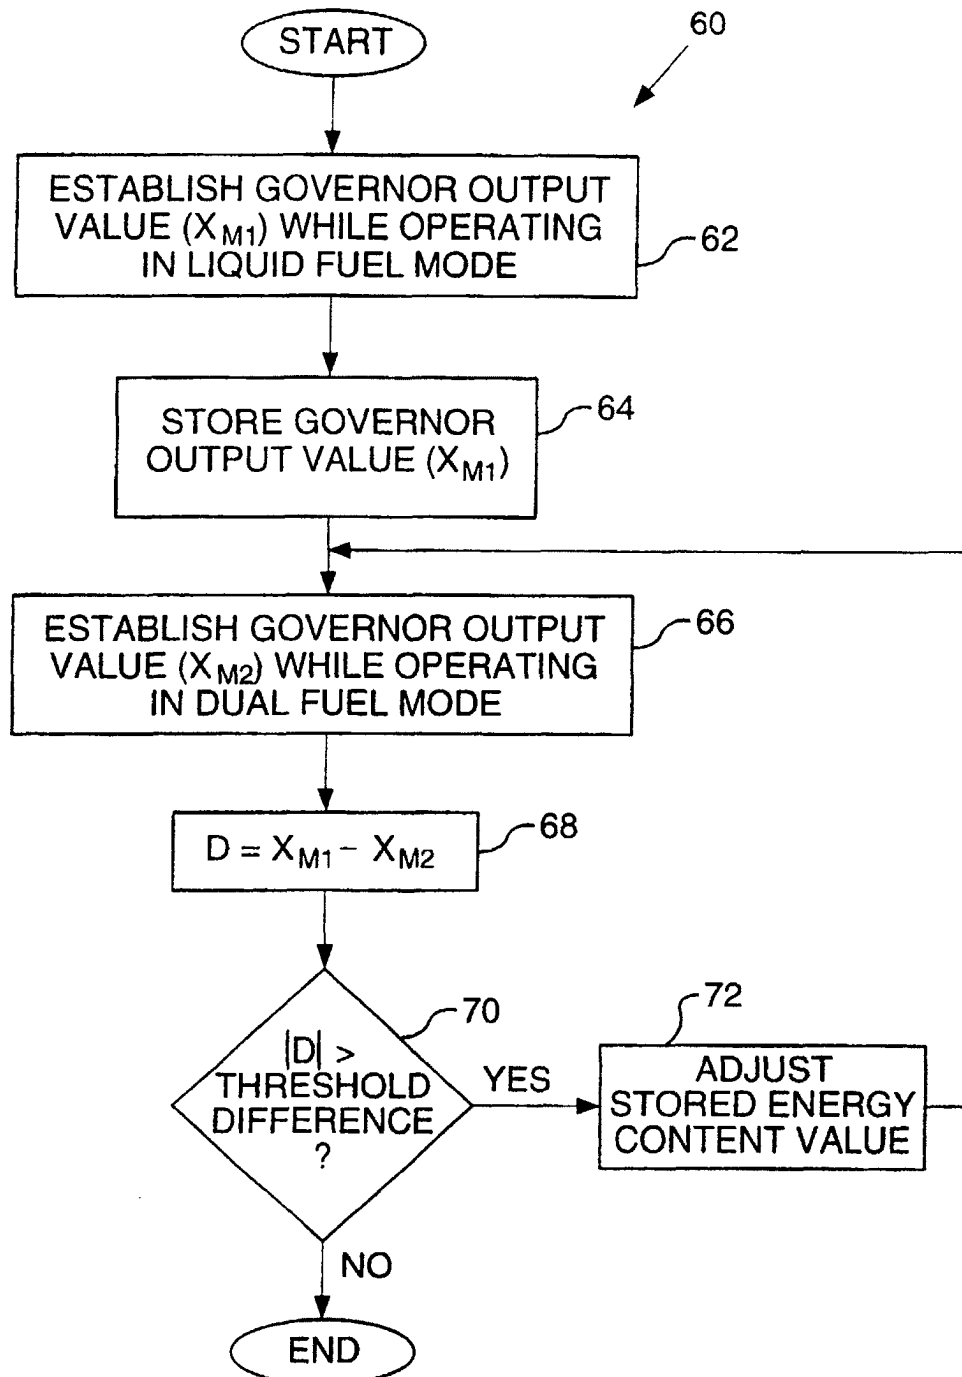 START
60
ESTABLISH GOVERNOR OUTPUT
VALUE (XM1) WHILE OPERATING
IN LIQUID FUEL MODE
62
STORE GOVERNOR
OUTPUT VALUE (XM1)
64
ESTABLISH GOVERNOR OUTPUT
VALUE (XM2) WHILE OPERATING
IN DUAL FUEL MODE
66
D = XM1 - XM2
68
|D| >
THRESHOLD
DIFFERENCE
?
70
YES
72
ADJUST
STORED ENERGY
CONTENT VALUE
NO
END